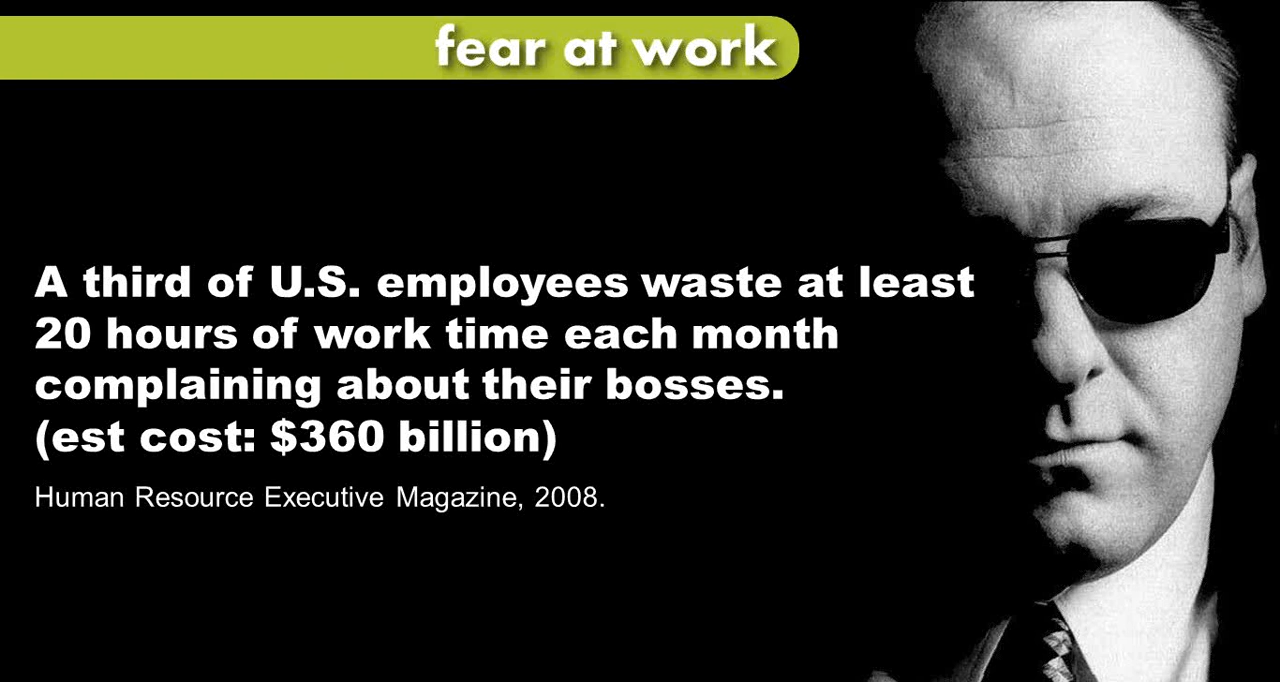 fear at work
A third of U.S. employees waste at least
20 hours of work time each month
complaining about their bosses.
(est cost: $360 billion)
Human Resource Executive Magazine, 2008.